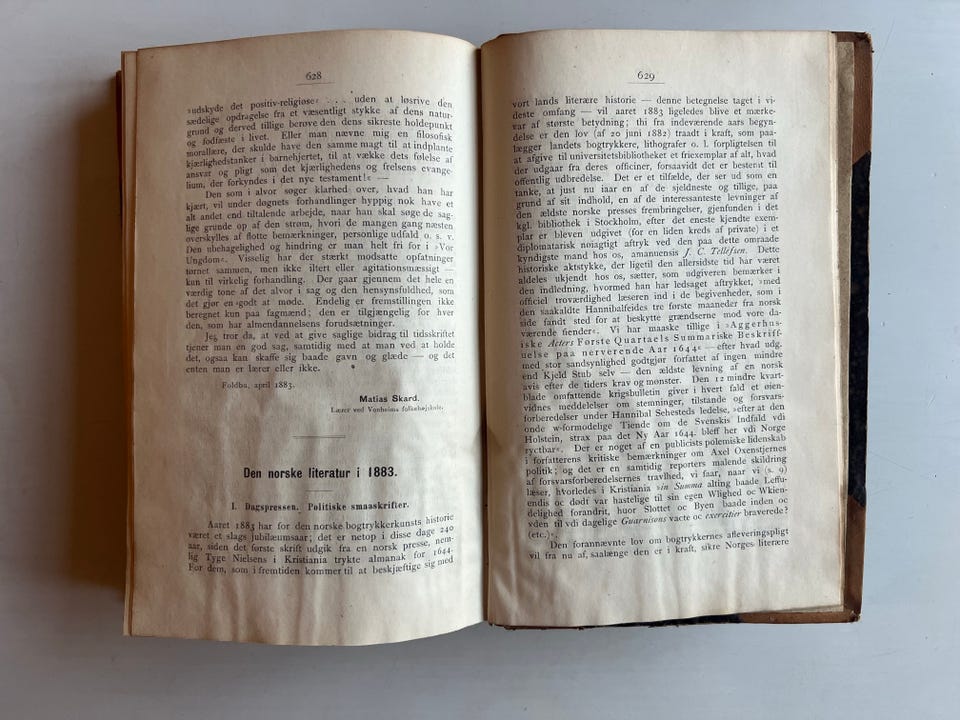 628
»udskyde det positiv-religiøse« . . . . uden at løsrive den
sædelige opdragelse fra et væsentligt stykke af dens natur-
grund og derved tillige berøve den dens sikreste holdepunkt
og fodfæste i livet. Eller man nævne mig en filosofisk
morallære, der skulde have den samme magt til at indplante
kjærlighedstanker i barnehjertet, til at vække dets følelse af
ansvar og pligt som det kjærlighedens og frelsens evange-
lium, der forkyndes i det nye testament!« —
Den som i alvor søger klarhed over, hvad han har
kjært, vil under døgnets forhandlinger hyppig nok have et
alt andet end tiltalende arbejde, naar han skal søge de sag-
lige grunde op af den strøm, hvori de mangen gang næsten
overskylles af flotte bemærkninger, personlige udfald o. s. v.
Den ubehagelighed og hindring er man helt fri for i »Vor
Ungdom«. Visselig har der stærkt modsatte opfatninger
tørnet sammen, men ikke iltert eller agitationsmæssigt —
kun til virkelig forhandling. Der gaar gjennem det hele en
værdig tone af det alvor i sag og den hensynsfuldhed, som
det gjør en godt at møde. Endelig er fremstillingen ikke
beregnet kun paa fagmænd; den er tilgjængelig for hver
den, som har almendannelsens forudsætninger.
Jeg tror da, at ved at give saglige bidrag til tidsskriftet
tjener man en god sag, samtidig med at man ved at holde
det, ogsaa kan skaffe sig baade gavn og glæde — og det
enten man er lærer eller ikke.
Foldbu, april 1883.
Matias Skard.
Lærer ved Vonheims folkehøjskole.
Den norske literatur i 1883.
I. Dagspressen. Politiske smaaskrifter.
Aaret 1883 har for den norske bogtrykkerkunsts historie
været et slags jubilæumsaar; det er netop i disse dage 240
aar, siden det første skrift udgik fra en norsk presse, nem-
lig Tyge Nielsens i Kristiania trykte almanak for 1644.
For dem, som i fremtiden kommer til at beskjæftige sig med
629
vort lands literære historie — denne betegnelse taget i vi-
deste omfang — vil aaret 1883 ligeledes blive et mærke-
aar af største betydning; thi fra indeværende aars begyn-
delse er den lov (af 20 juni 1882) traadt i kraft, som paa-
lægger landets bogtrykkere, lithografer o. l. forpligtelsen til
at afgive til universitetsbibliotheket et friexemplar af alt, hvad
der udgaar fra deres officiner, forsaavidt det er bestemt til
offentlig udbredelse. Det er et tilfælde, der ser ud som en
tanke, at just nu iaar en af de sjeldneste og tillige, paa
grund af sit indhold, en af de interessanteste levninger af
den ældste norske presses frembringelser, gjenfunden i det
kgl. bibliothek i Stockholm, efter det eneste kjendte exem-
plar er bleven udgivet (for en liden kreds af private) i et
diplomatarisk nøiagtigt aftryk ved den paa dette omraade
kyndigste mand hos os, amanuensis J. C. Tellefsen. Dette
historiske aktstykke, der ligetil den allersidste tid har været
aldeles ukjendt hos os, sætter, som udgiveren bemærker i
den indledning, hvormed han har ledsaget aftrykket, »med
officiel troværdighed læseren ind i de begivenheder, som i
den saakaldte Hannibalfeides tre første maaneder fra norsk
side fandt sted for at beskytte grændserne mod vore da-
værende fiender«. Vi har maaske tillige i »Aggerhus-
iske Acters Første Quartaels Summariske Beskriff-
uelse paa nerverende Aar 1644« — efter hvad udg.
med stor sandsynlighed godtgjør forfattet af ingen mindre
end Kjeld Stub selv — den ældste levning af en norsk
avis efter de tiders krav og mønster. Den 12 mindre kvart-
blade omfattende krigsbulletin giver i hvert fald et øien-
vidnes meddelelser om stemninger, tilstande og forsvars-
forberedelser under Hannibal Sehesteds ledelse, »efter at den
onde w-formodelige Tiende om de Svenskis Indfald vdi
Holstein, strax paa det Ny Aar 1644. bleff her vdi Norge
ryctbar«. Der er noget af en publicists polemiske lidenskab
i forfatterens kritiske bemærkninger om Axel Oxenstjernes
politik; og det er en samtidig reporters malende skildring
af forsvarsforberedelsernes travlhed, vi faar, naar vi (s. 9)
læser, hvorledes i Kristiania »in Summa alting baade Leffu-
endis oc dødt var hastelige til sin egen Wlighed oc Wkien-
delighed forandrit, huor Slottet oc Byen baade inden oc
vden til vdi dagelige Guarnisons vacte oc exercitier braverede?
(etc.)«.
Den forannævnte lov om bogtrykkernes afleveringspligt
vil fra nu af, saalænge den er i kraft, sikre Norges literære